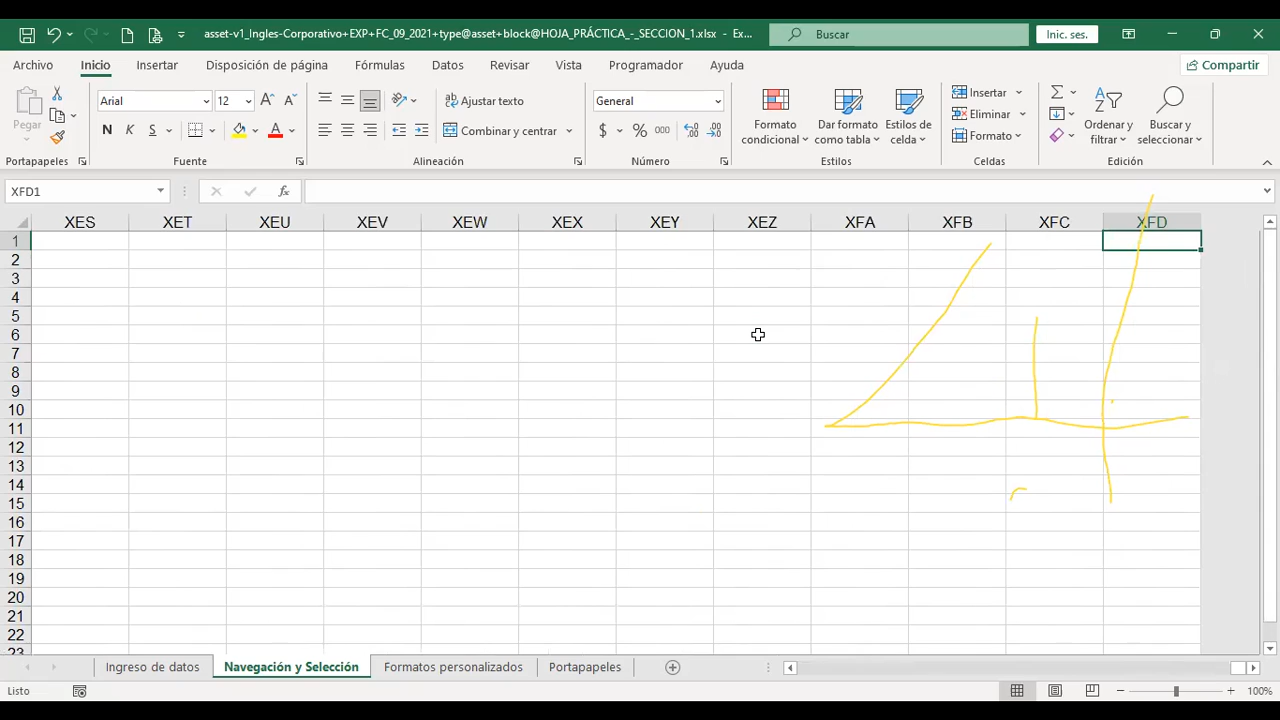 asset-v1_Ingles-Corporativo+EXP+FC_09_2021+type@asset+block@HOJA_PRÁCTICA_-_SECCION_1.xlsx - Ex...
Buscar
Inic. ses.
Archivo Inicio Insertar Disposición de página Fórmulas Datos Revisar Vista Programador Ayuda Compartir
Pegar
Portapapeles
Arial 12
N K S
Fuente
Ajustar texto
Combinar y centrar
Alineación
General
$ % 000
Número
Formato condicional
Dar formato como tabla
Estilos de celda
Estilos
Insertar
Eliminar
Formato
Celdas
Ordenar y filtrar
Buscar y seleccionar
Edición
XFD1
XES XET XEU XEV XEW XEX XEY XEZ XFA XFB XFC XFD
1
2
3
4
5
6
7
8
9
10
11
12
13
14
15
16
17
18
19
20
21
22
23
Ingreso de datos Navegación y Selección Formatos personalizados Portapapeles
Listo 100%